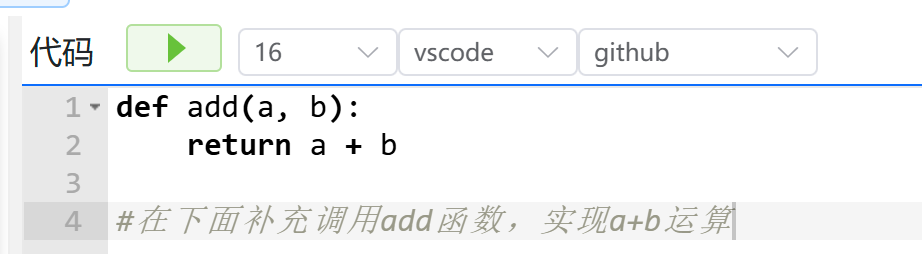 代码 16 vscode github
1 def add(a, b):
2     return a + b
3
4 #在下面补充调用add函数，实现a+b运算